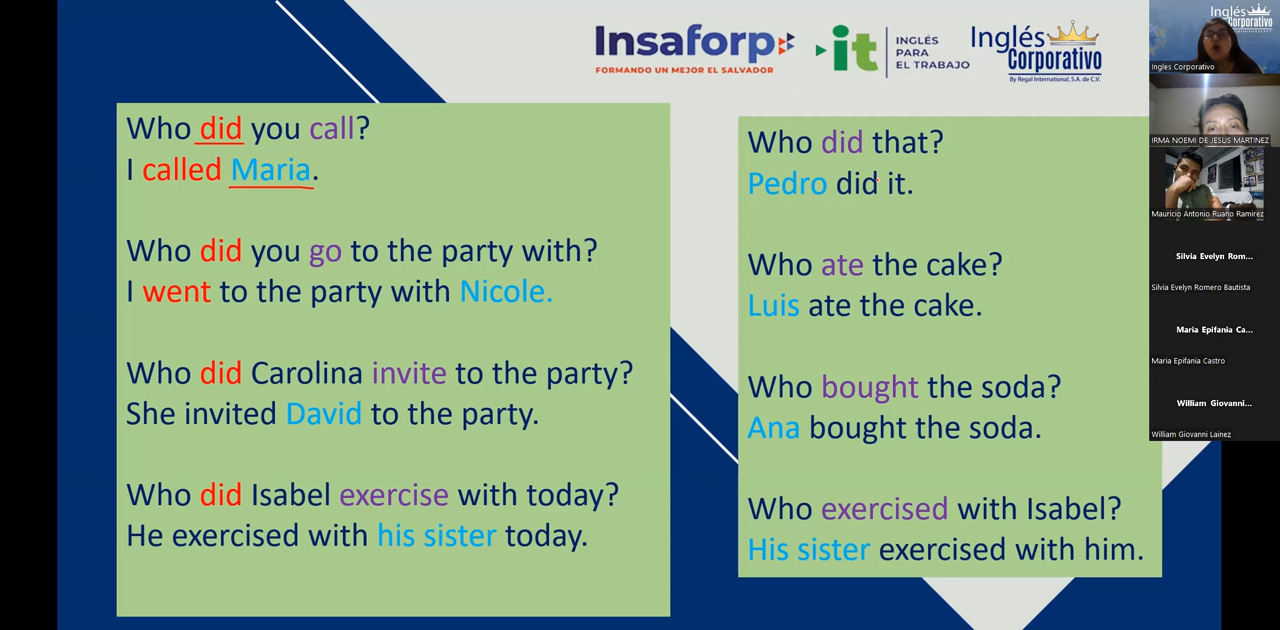 Insaforp
FORMANDO UN MEJOR EL SALVADOR
it
INGLÉS
PARA
EL TRABAJO
Inglés
Corporativo
By Regal International, S.A. de C.V.
Who did you call?
I called Maria.
Who did you go to the party with?
I went to the party with Nicole.
Who did Carolina invite to the party?
She invited David to the party.
Who did Isabel exercise with today?
He exercised with his sister today.
Who did that?
Pedro did it.
Who ate the cake?
Luis ate the cake.
Who bought the soda?
Ana bought the soda.
Who exercised with Isabel?
His sister exercised with him.
Inglés
Corporativo
Ingles Corporativo
IRMA NOEMI DE JESUS MARTINEZ
Mauricio Antonio Ruano Ramirez
Silvia Evelyn Rom...
Silvia Evelyn Romero Bautista
Maria Epifania Ca...
Maria Epifania Castro
William Giovanni...
William Giovanni Lainez